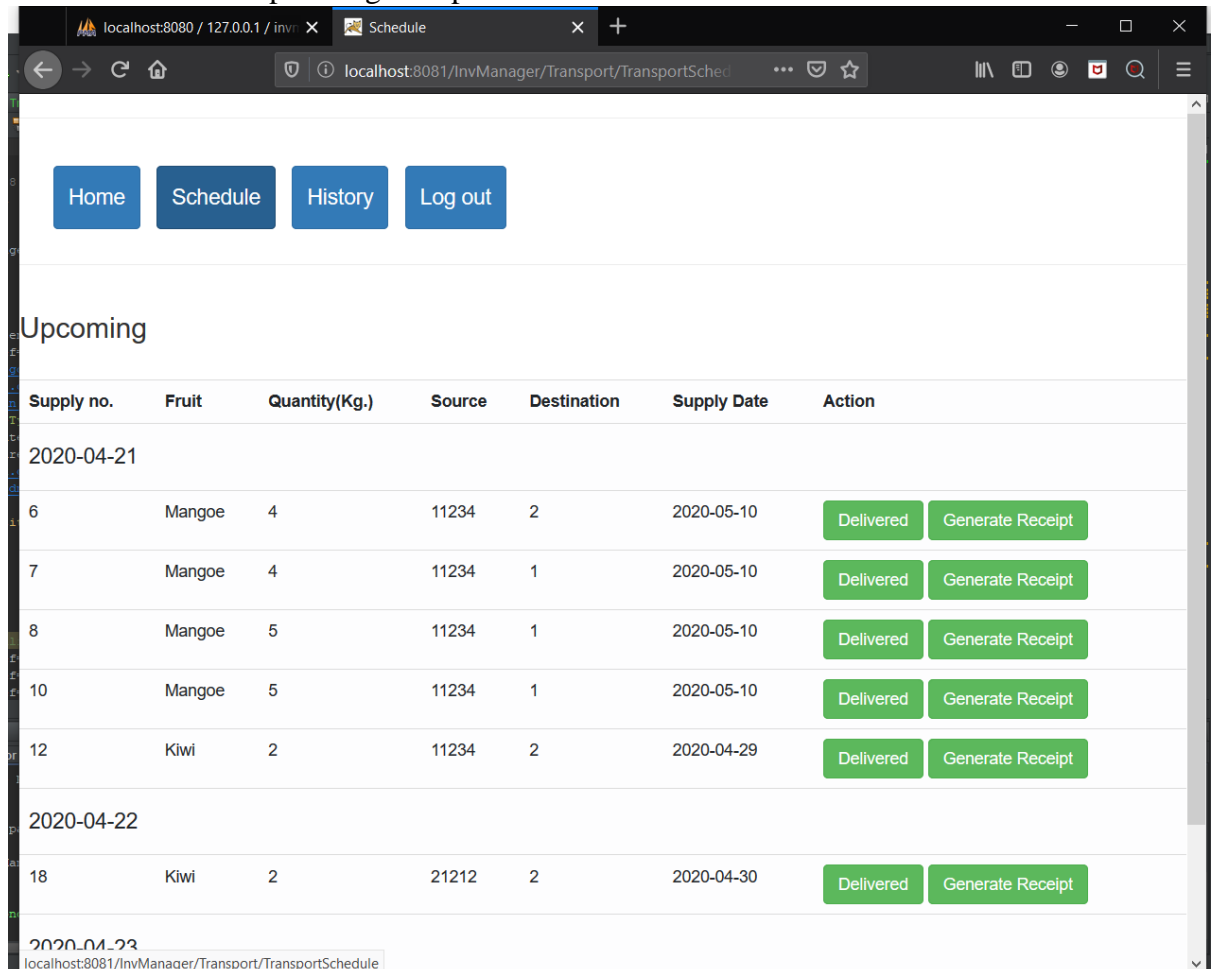 localhost:8080 / 127.0.0.1 / invn
Schedule
localhost:8081/InvManager/Transport/TransportSched
Home Schedule History Log out
Upcoming
Supply no. Fruit Quantity(Kg.) Source Destination Supply Date Action
2020-04-21
6 Mangoe 4 11234 2 2020-05-10 Delivered Generate Receipt
7 Mangoe 4 11234 1 2020-05-10 Delivered Generate Receipt
8 Mangoe 5 11234 1 2020-05-10 Delivered Generate Receipt
10 Mangoe 5 11234 1 2020-05-10 Delivered Generate Receipt
12 Kiwi 2 11234 2 2020-04-29 Delivered Generate Receipt
2020-04-22
18 Kiwi 2 21212 2 2020-04-30 Delivered Generate Receipt
2020-04-23
localhost:8081/InvManager/Transport/TransportSchedule